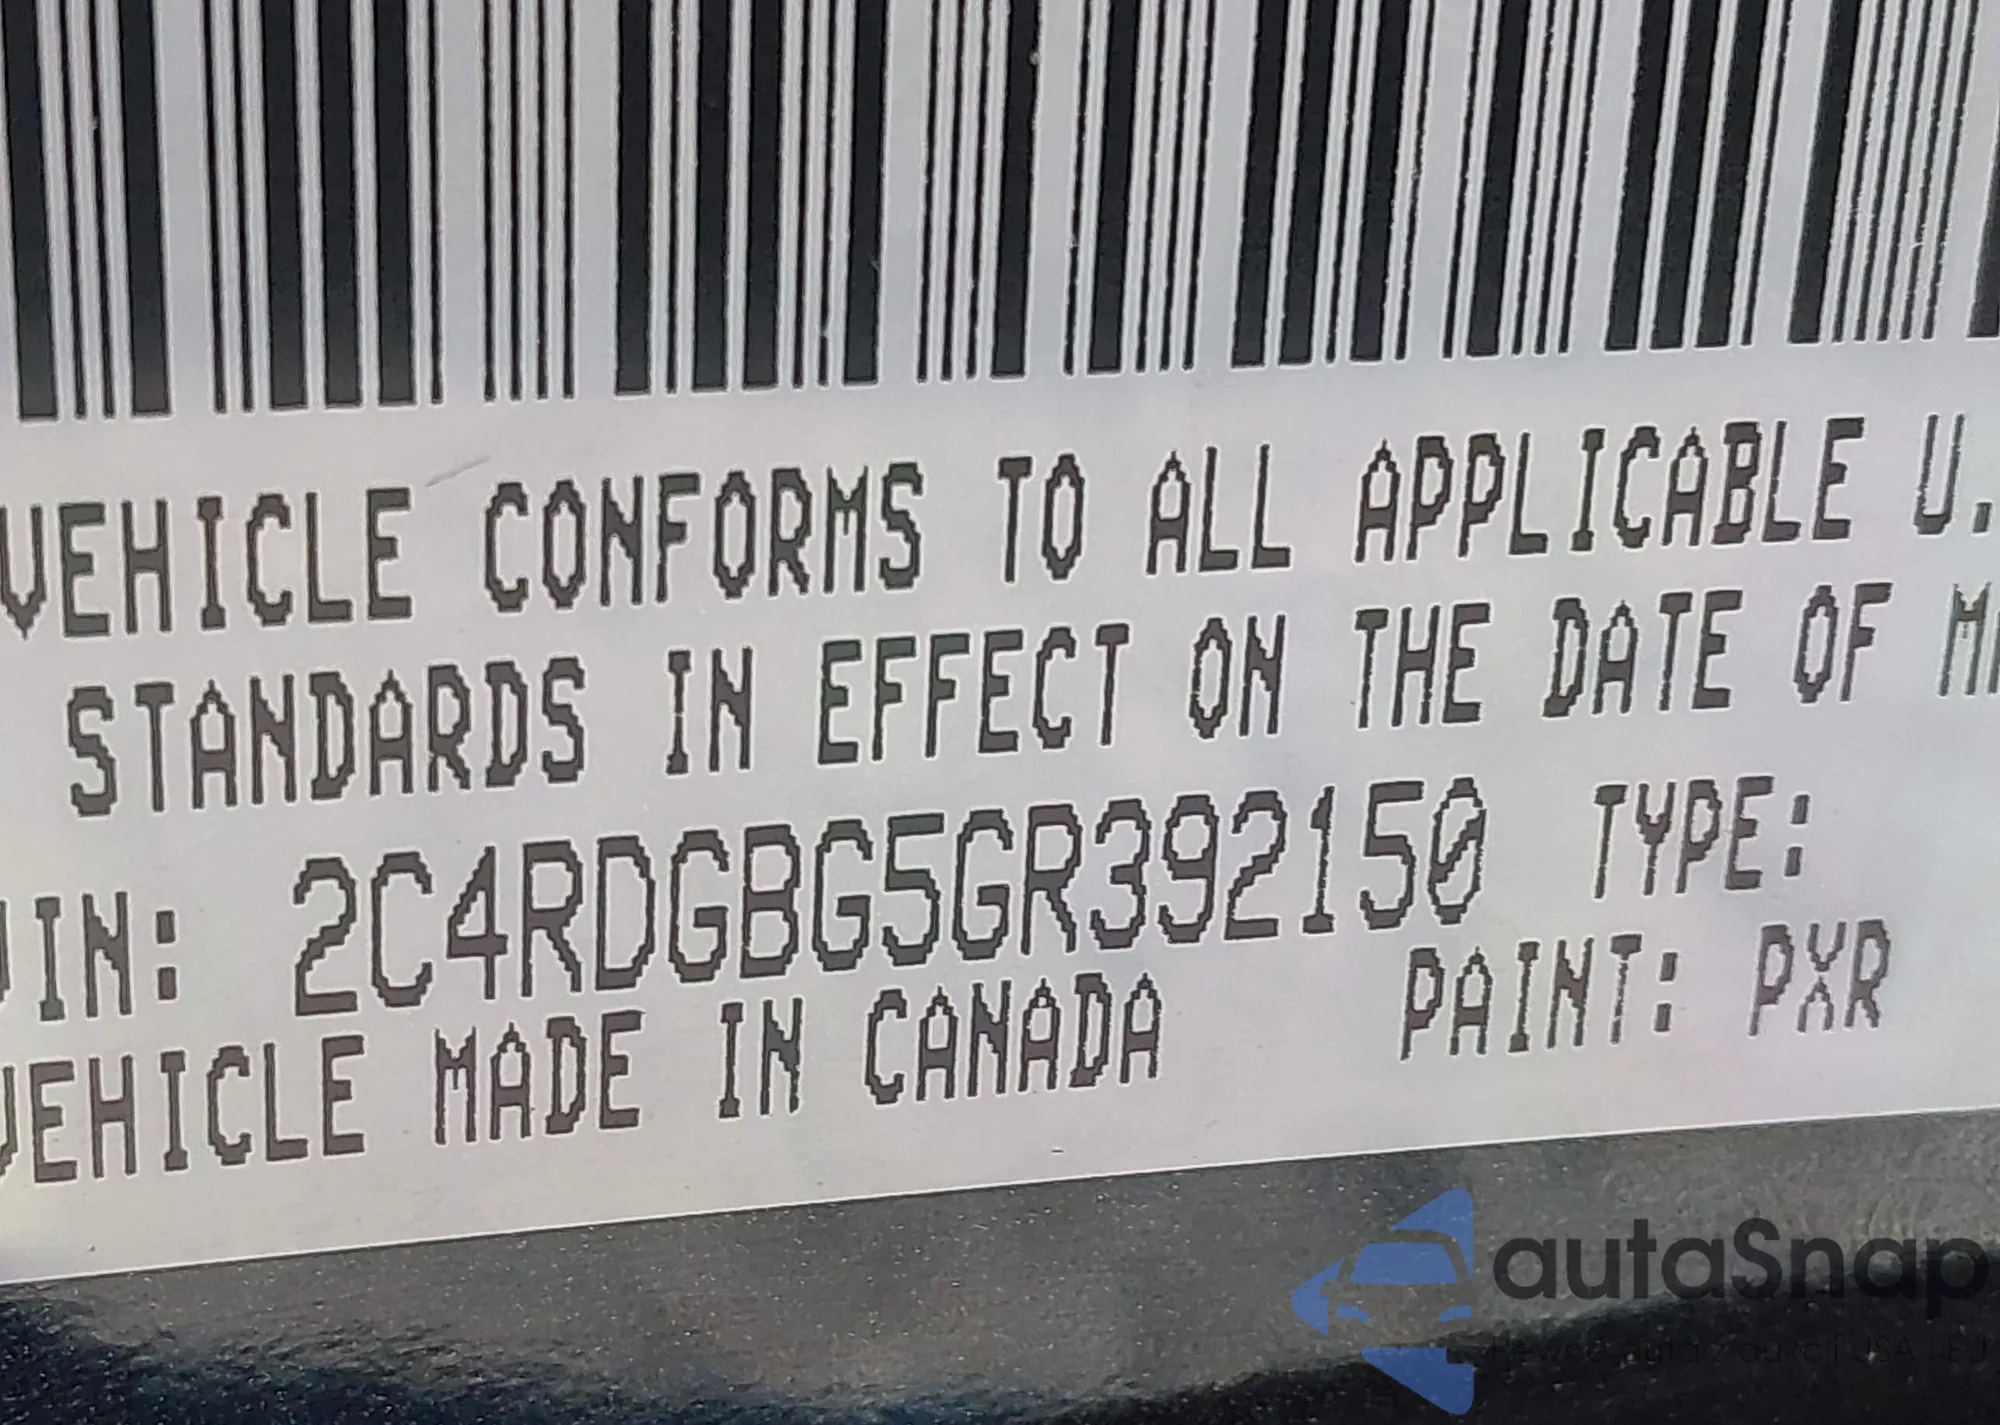 VEHICLE CONFORMS TO ALL APPLICABLE U.
STANDARDS IN EFFECT ON THE DATE OF
VIN: 2C4RDGBG5GR392150 TYPE:
VEHICLE MADE IN CANADA PAINT: PXR
autaSnap